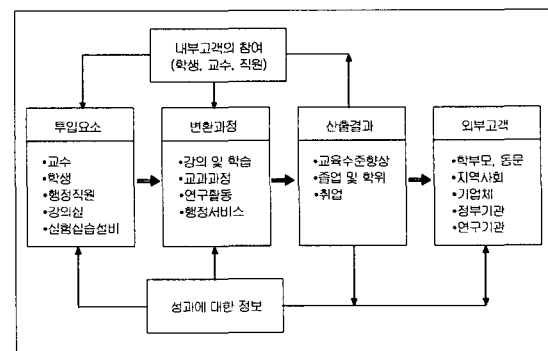 내부고객의 참여
(학생, 교수, 직원)
투입요소
•교수
•학생
•행정직원
•강의실
•실험실습설비
변환과정
•강의 및 학습
•교과과정
•연구활동
•행정서비스
산출결과
•교육수준향상
•졸업 및 학위
•취업
외부고객
•학부모, 동문
•지역사회
•기업체
•정부기관
•연구기관
성과에 대한 정보